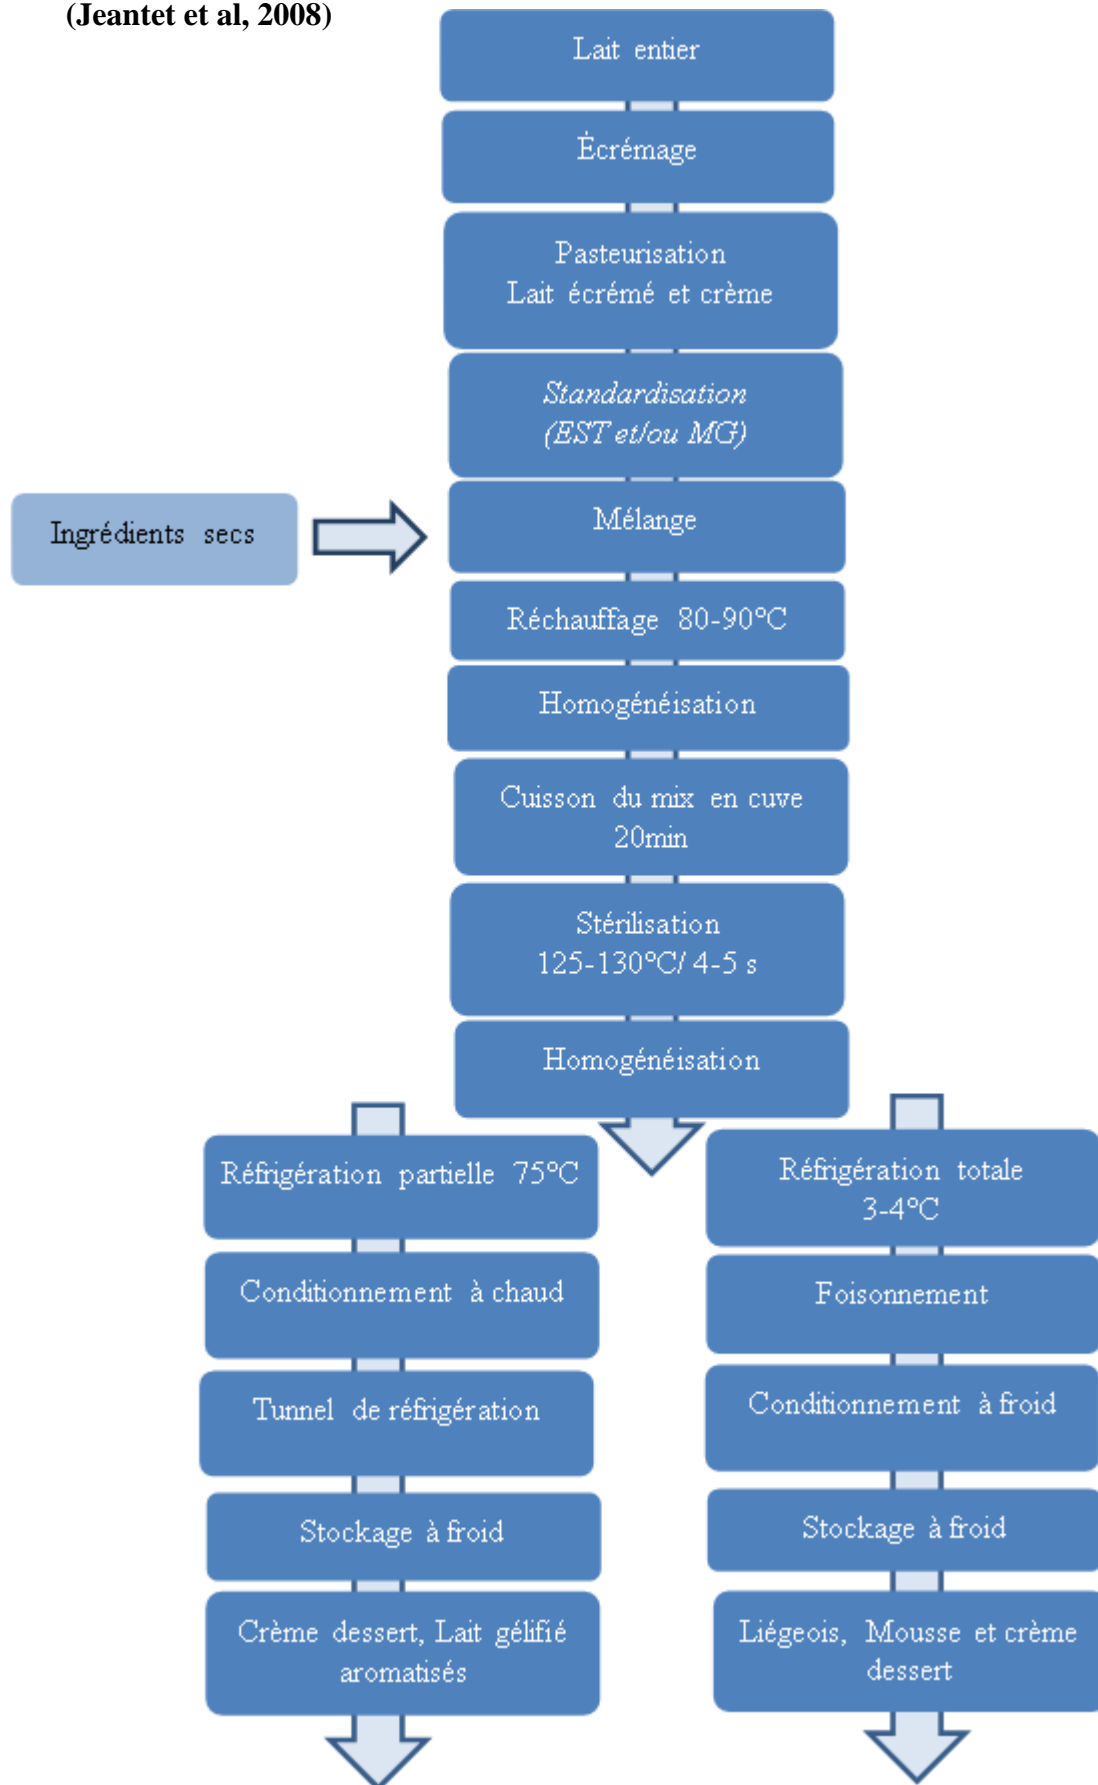 (Jeantet et al, 2008)
Lait entier
Écrémage
Pasteurisation
Lait écrémé et crème
Standardisation
(EST et/ou MG)
Ingrédients secs
Mélange
Réchauffage 80-90°C
Homogénéisation
Cuisson du mix en cuve
20min
Stérilisation
125-130°C/ 4-5 s
Homogénéisation
Réfrigération partielle 75°C
Conditionnement à chaud
Tunnel de réfrigération
Stockage à froid
Crème dessert, Lait gélifié
aromatisés
Réfrigération totale
3-4°C
Foisonnement
Conditionnement à froid
Stockage à froid
Liégeois, Mousse et crème
dessert